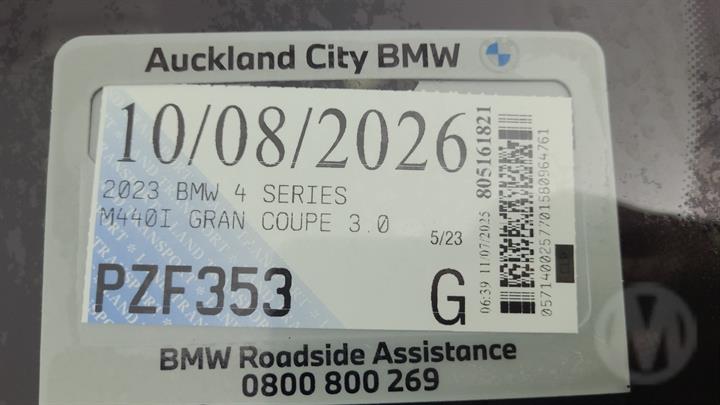 Auckland City BMW
10/08/2026
2023 BMW 4 SERIES
M440I GRAN COUPE 3.0
5/23
PZF353
G
06:39 11/07/2025 805161821
0571400257701580964761
BMW Roadside Assistance
0800 800 269